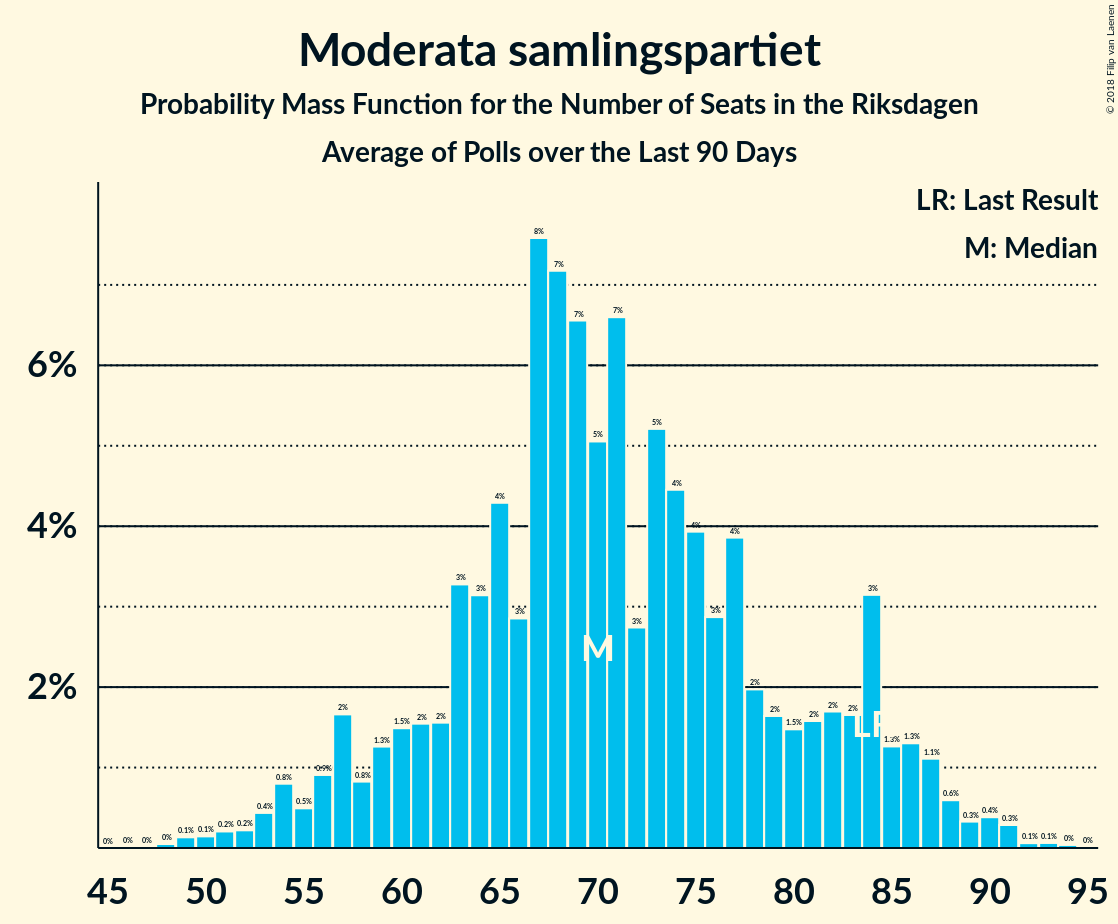 Moderata samlingspartiet
Probability Mass Function for the Number of Seats in the Riksdagen
Average of Polls over the Last 90 Days
© 2018 Filip van Laenen
LR: Last Result
M: Median
6%
4%
2%
0% 0% 0% 0% 0.1% 0.1% 0.2% 0.2% 0.4% 0.8% 0.5% 0.9% 2% 0.8% 1.3% 1.5% 2% 2% 3% 3% 4% 3% 8% 7% 7% 5% 7% 3% 5% 4% 4% 3% 4% 2% 2% 1.5% 2% 2% 2% 3% 1.3% 1.3% 1.1% 0.6% 0.3% 0.4% 0.3% 0.1% 0.1% 0% 0%
M
LR
45 50 55 60 65 70 75 80 85 90 95